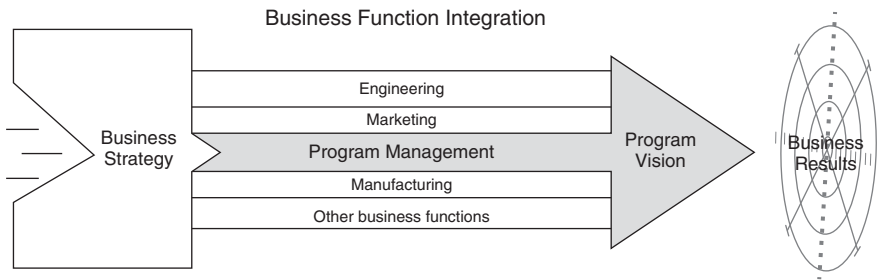 Business Function Integration
Engineering
Marketing
Business
Strategy
Program Management
Program
Vision
Manufacturing
Other business functions
Business
Results